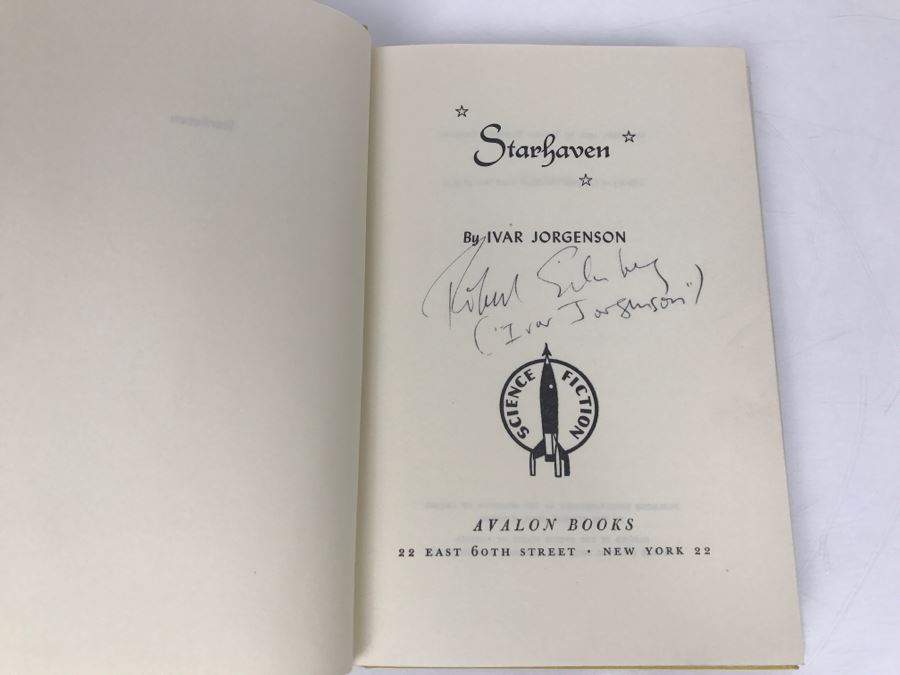 Starhaven
By IVAR JORGENSON
Robert Silverberg
("Ivar Jorgenson")
SCIENCE FICTION
AVALON BOOKS
22 EAST 60TH STREET · NEW YORK 22